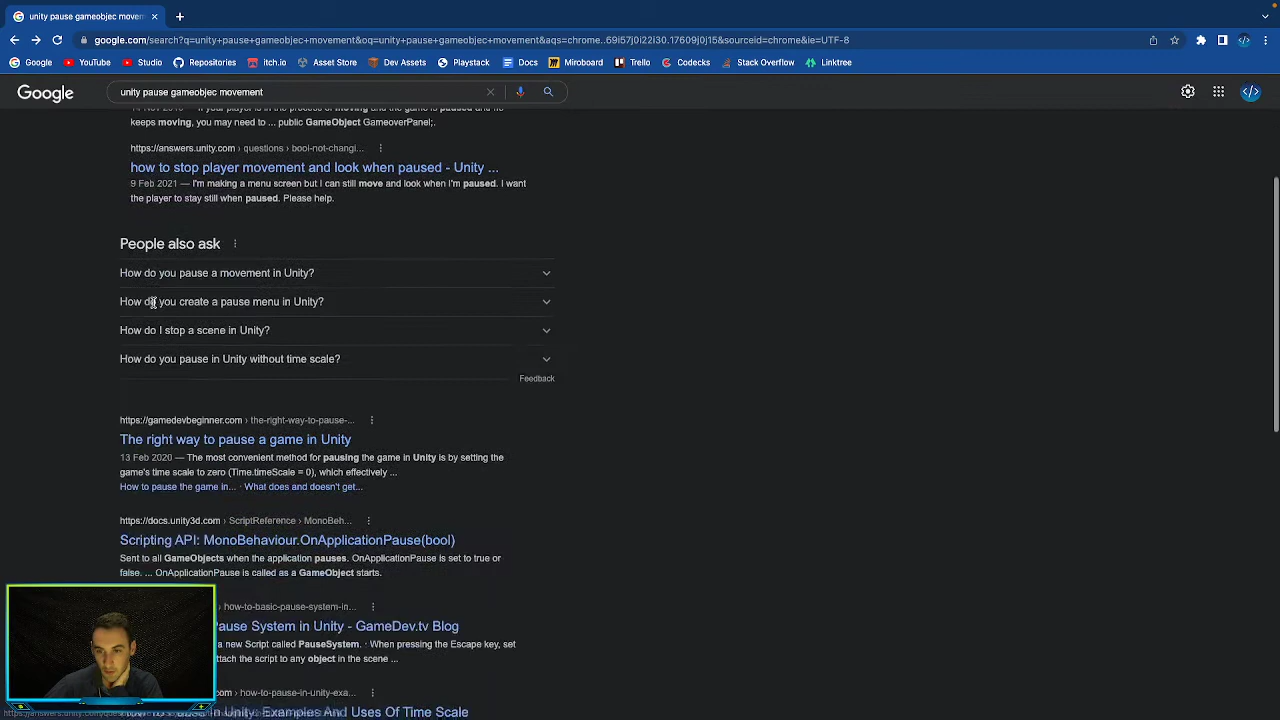 unity pause gameobjec movem
google.com/search?q=unity+pause+gameobjec+movement&oq=unity+pause+gameobjec+movement&aqs=chrome..69i57j0i22i30.17609j0j15&sourceid=chrome&ie=UTF-8
Google YouTube Studio Repositories itch.io Asset Store Dev Assets Playstack Docs Miroboard Trello Codecks Stack Overflow Linktree
Google unity pause gameobjec movement
keeps moving, you may need to ... public GameObject GameoverPanel;.
https://answers.unity.com › questions › bool-not-changi...
how to stop player movement and look when paused - Unity ...
9 Feb 2021 — I'm making a menu screen but I can still move and look when I'm paused. I want
the player to stay still when paused. Please help.
People also ask
How do you pause a movement in Unity?
How do you create a pause menu in Unity?
How do I stop a scene in Unity?
How do you pause in Unity without time scale?
Feedback
https://gamedevbeginner.com › the-right-way-to-pause-...
The right way to pause a game in Unity
13 Feb 2020 — The most convenient method for pausing the game in Unity is by setting the
game's time scale to zero (Time.timeScale = 0), which effectively ...
How to pause the game in... · What does and doesn't get...
https://docs.unity3d.com › ScriptReference › MonoBeh...
Scripting API: MonoBehaviour.OnApplicationPause(bool)
Sent to all GameObjects when the application pauses. OnApplicationPause is set to true or
false. ... OnApplicationPause is called as a GameObject starts.
› how-to-basic-pause-system-in...
Pause System in Unity - GameDev.tv Blog
a new Script called PauseSystem. · When pressing the Escape key, set
attach the script to any object in the scene ...
.com › how-to-pause-in-unity-exa...
Unity: Examples And Uses Of Time Scale